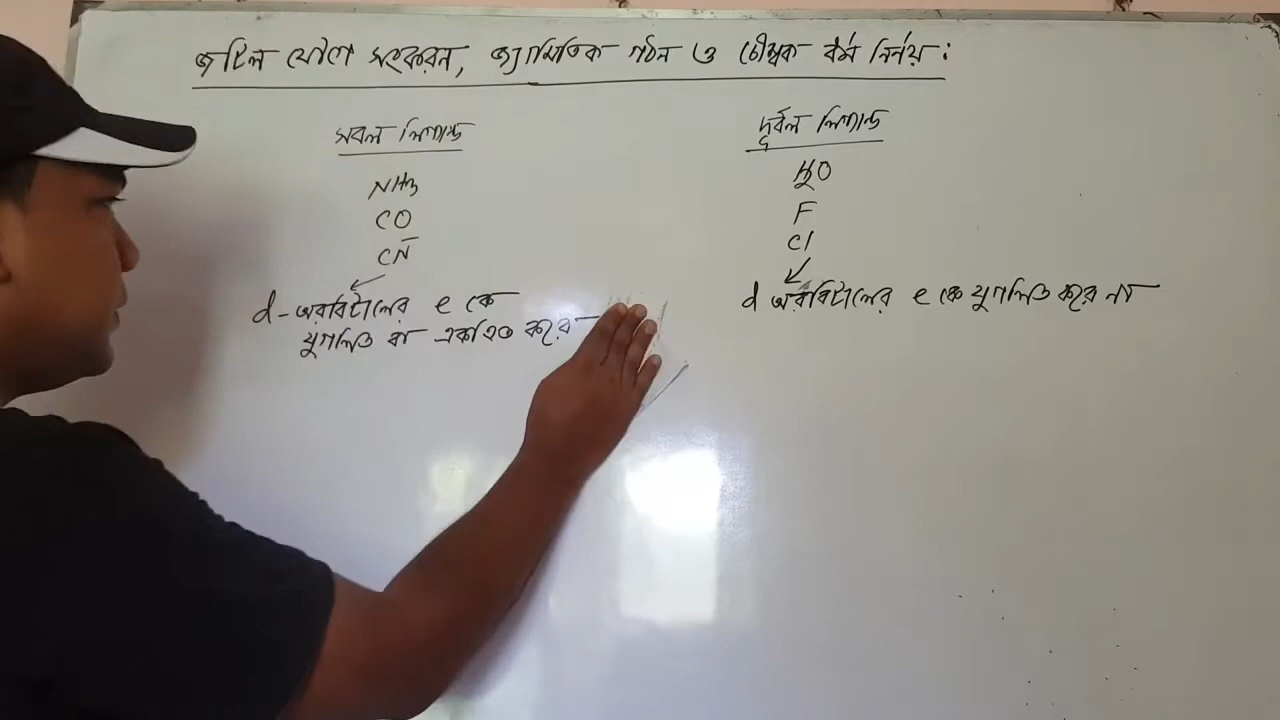 জটিল যৌগে সংকরন, জ্যামিতিক গঠন ও চৌম্বক ধর্ম নির্নয় :
সবল লিগ্যান্ড
NH3
CO
CN⁻
d-অরবিটালের e কে
যুগলিত বা একত্রিত করে
দূর্বল লিগ্যান্ড
H2O
F
Cl
d অরবিটালের e কে যুগলিত করে না